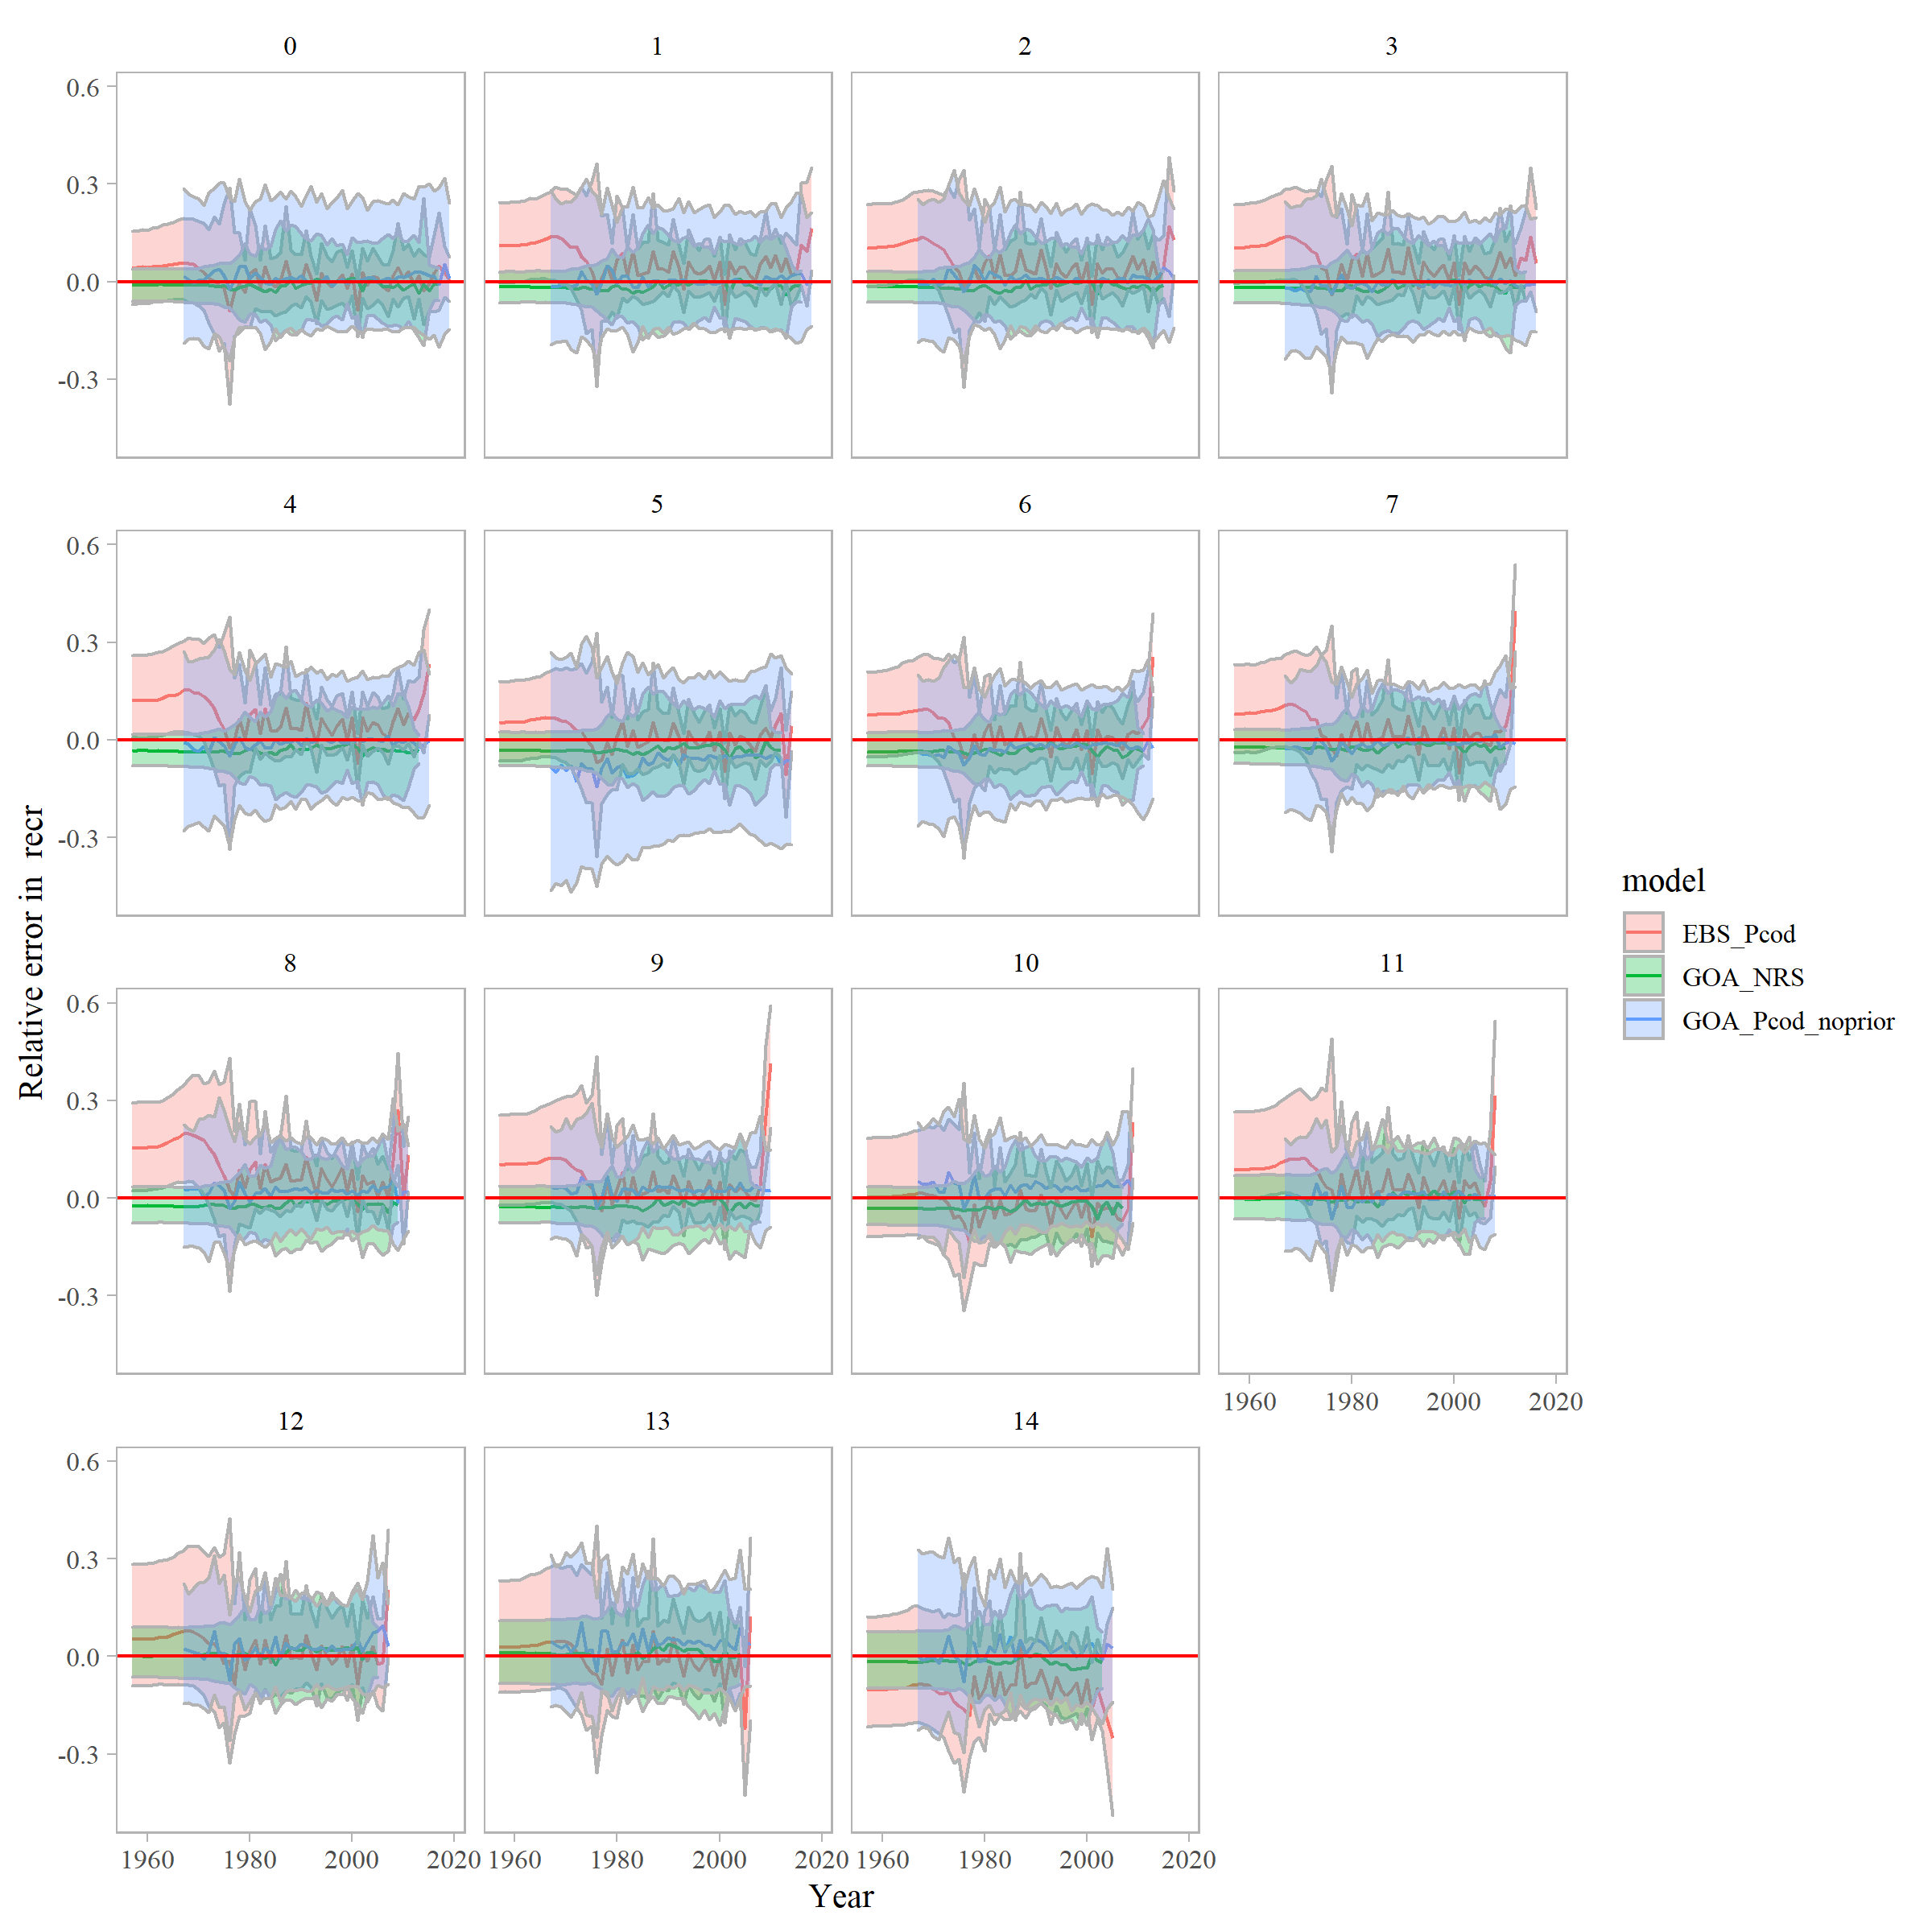 0 1 2 3
0.6
0.3
0.0
-0.3
4 5 6 7
0.6
0.3
0.0
-0.3
8 9 10 11
0.6
0.3
0.0
-0.3
1960 1980 2000 2020
12 13 14
0.6
0.3
0.0
-0.3
1960 1980 2000 2020 1960 1980 2000 2020 1960 1980 2000 2020
Year
Relative error in recr
model
EBS_Pcod
GOA_NRS
GOA_Pcod_noprior